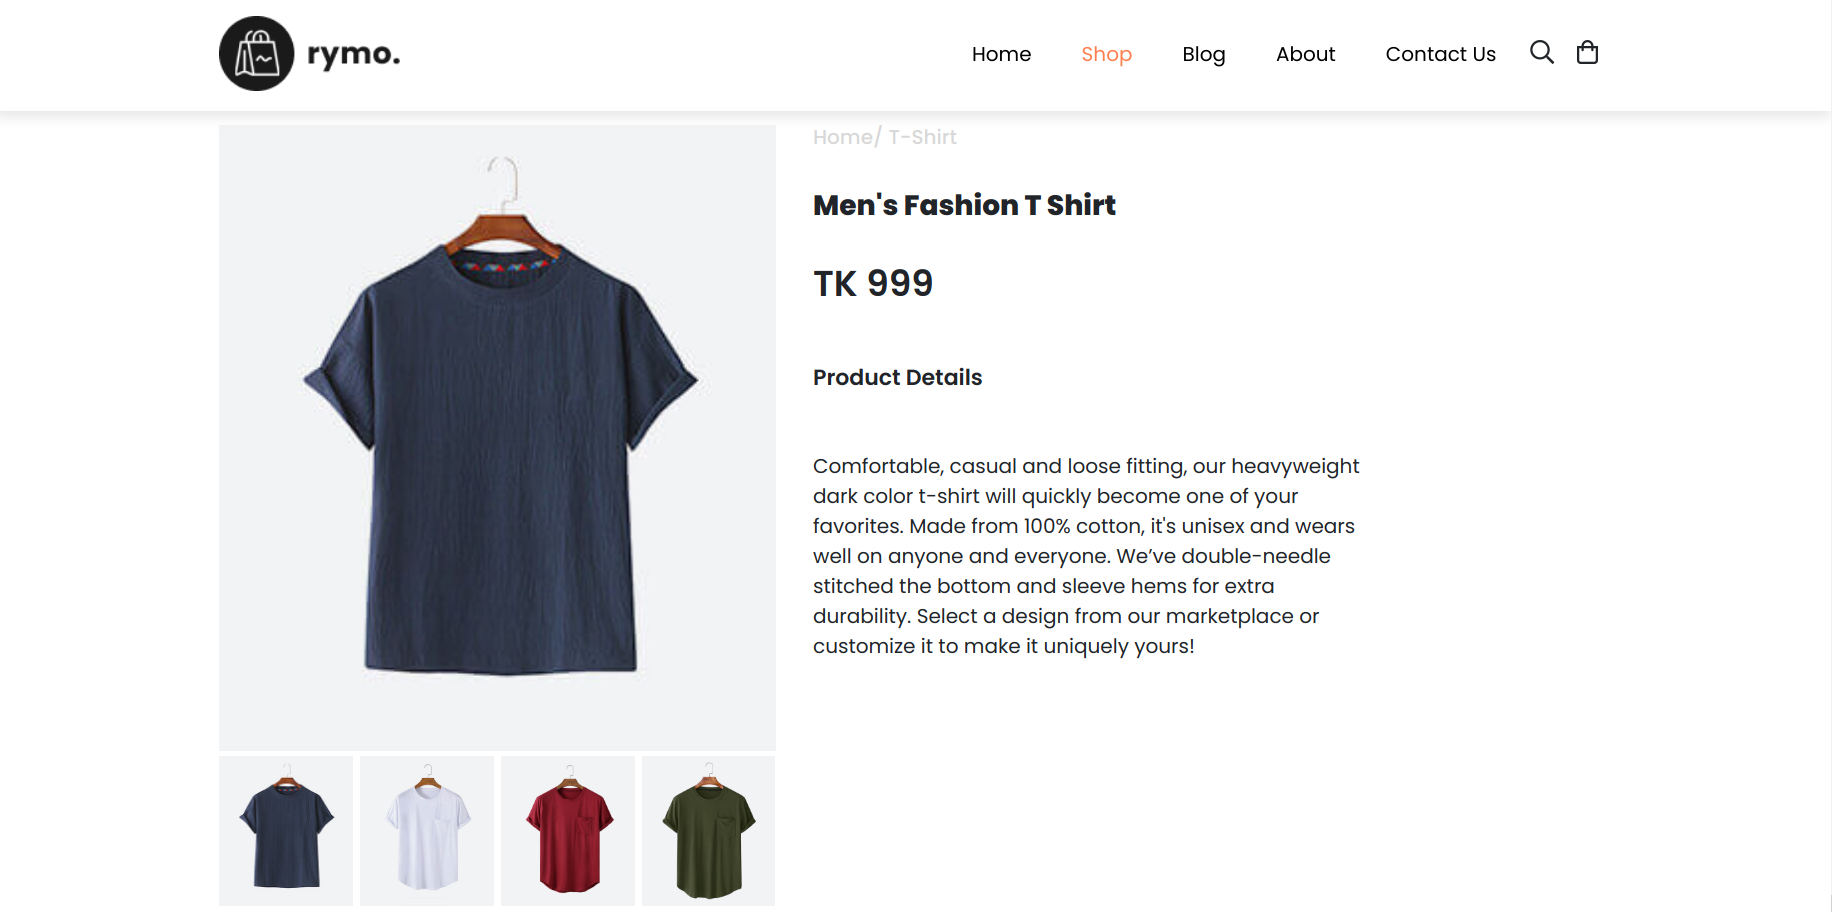 rymo.
Home Shop Blog About Contact Us
Home/ T-Shirt
Men's Fashion T Shirt
TK 999
Product Details
Comfortable, casual and loose fitting, our heavyweight
dark color t-shirt will quickly become one of your
favorites. Made from 100% cotton, it's unisex and wears
well on anyone and everyone. We’ve double-needle
stitched the bottom and sleeve hems for extra
durability. Select a design from our marketplace or
customize it to make it uniquely yours!